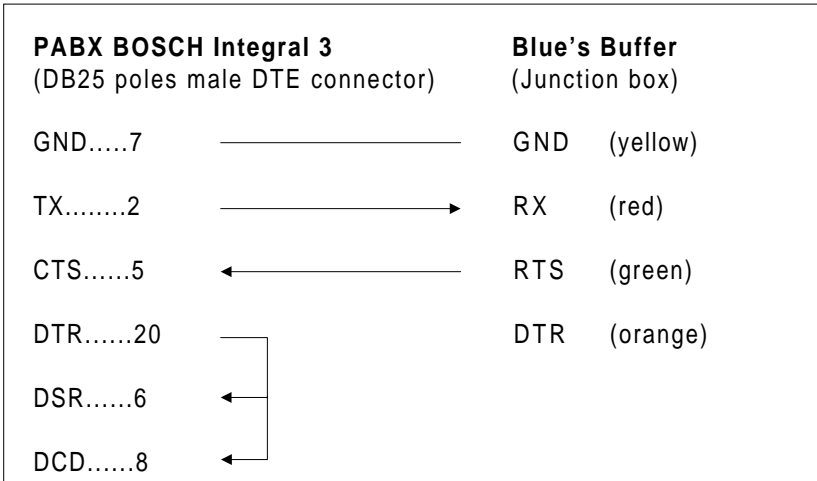 PABX BOSCH Integral 3 Blue's Buffer
(DB25 poles male DTE connector) (Junction box)
GND.....7 GND (yellow)
TX........2 RX (red)
CTS......5 RTS (green)
DTR......20 DTR (orange)
DSR......6
DCD......8